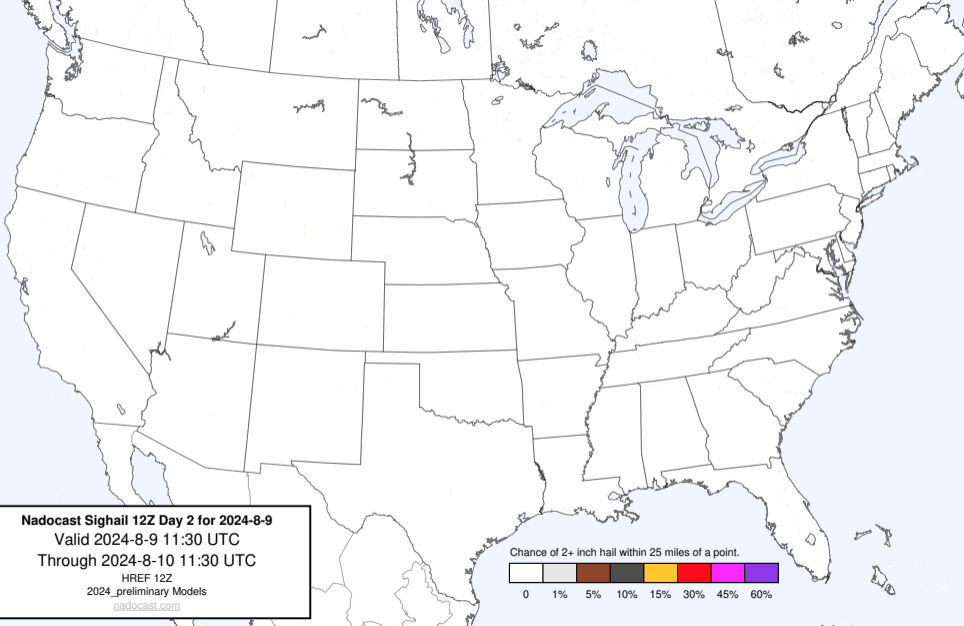 Nadocast Sighail 12Z Day 2 for 2024-8-9
Valid 2024-8-9 11:30 UTC
Through 2024-8-10 11:30 UTC
HREF 12Z
2024_preliminary Models
nadocast.com
Chance of 2+ inch hail within 25 miles of a point.
0 1% 5% 10% 15% 30% 45% 60%